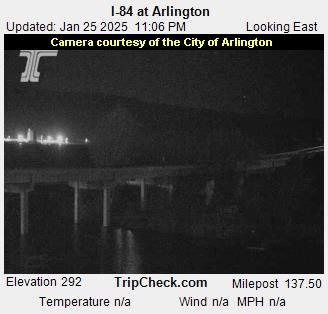 I-84 at Arlington
Updated: Jan 25 2025 11:06 PM Looking East
Camera courtesy of the City of Arlington
Elevation 292 TripCheck.com Milepost 137.50
Temperature n/a Wind n/a MPH n/a